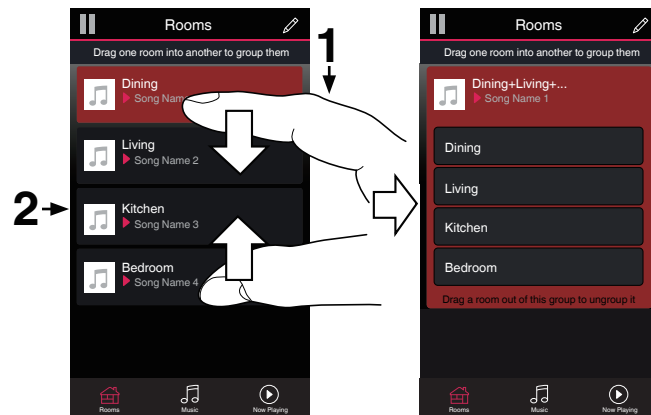 Rooms
Drag one room into another to group them
1
Dining
Song Nam
Living
Song Name 2
2
Kitchen
Song Name 3
Bedroom
Song Name 4
Rooms
Music
Now Playing
Rooms
Drag one room into another to group them
Dining+Living+...
Song Name 1
Dining
Living
Kitchen
Bedroom
Drag a room out of this group to ungroup it
Rooms
Music
Now Playing